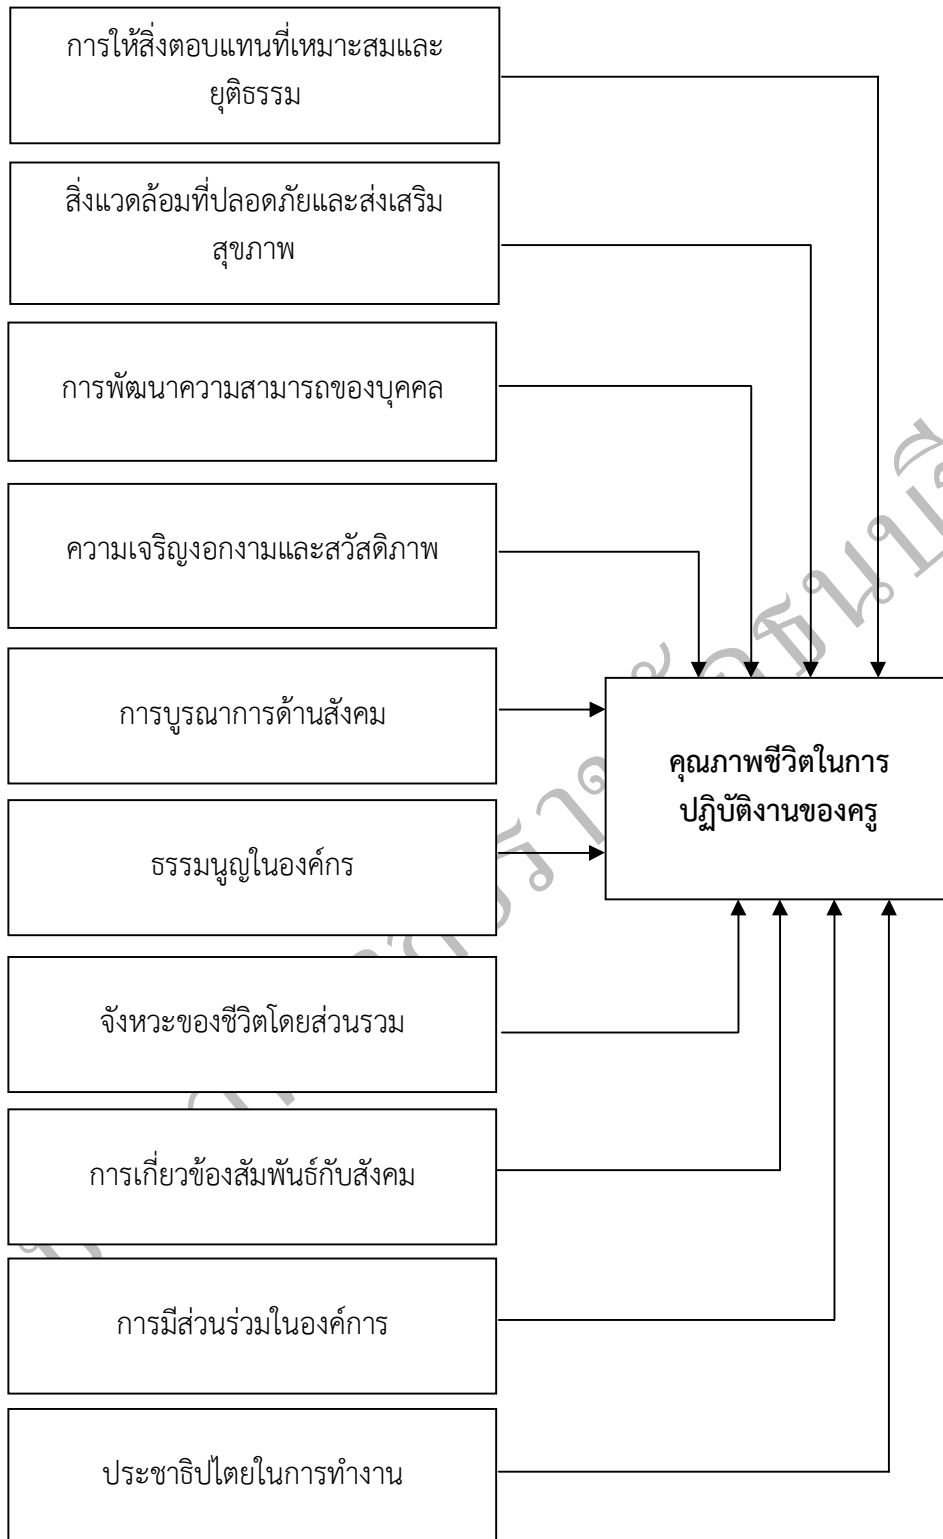 การให้สิ่งตอบแทนที่เหมาะสมและ
ยุติธรรม
สิ่งแวดล้อมที่ปลอดภัยและส่งเสริม
สุขภาพ
การพัฒนาความสามารถของบุคคล
ความเจริญงอกงามและสวัสดิภาพ
การบูรณาการด้านสังคม
คุณภาพชีวิตในการ
ปฏิบัติงานของครู
ธรรมนูญในองค์กร
จังหวะของชีวิตโดยส่วนรวม
การเกี่ยวข้องสัมพันธ์กับสังคม
การมีส่วนร่วมในองค์การ
ประชาธิปไตยในการทำงาน